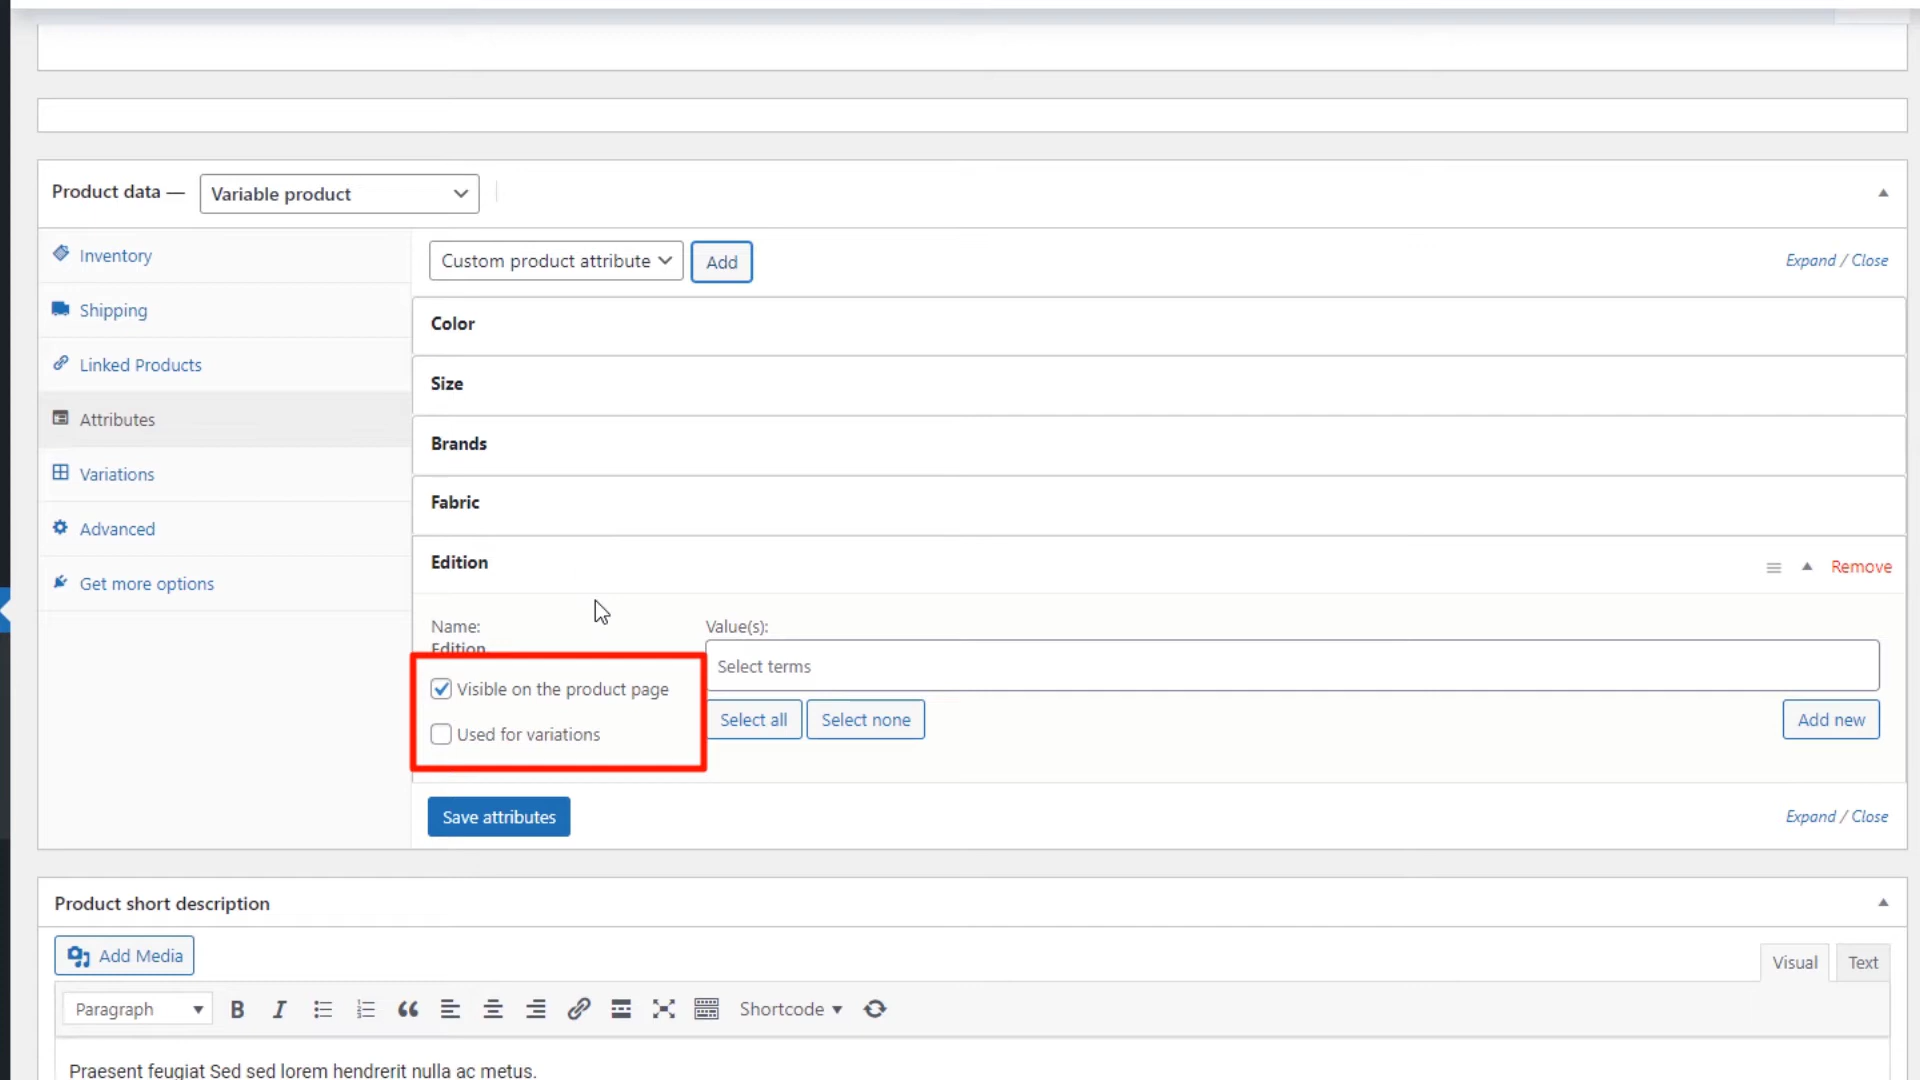 Product data —
Variable product
Inventory
Shipping
Linked Products
Attributes
Variations
Advanced
Get more options
Custom product attribute
Add
Expand / Close
Color
Size
Brands
Fabric
Edition
Remove
Name:
Edition
Value(s):
Select terms
Visible on the product page
Used for variations
Select all
Select none
Add new
Save attributes
Expand / Close
Product short description
Add Media
Visual
Text
Paragraph
B
I
Shortcode
Praesent feugiat Sed sed lorem hendrerit nulla ac metus.